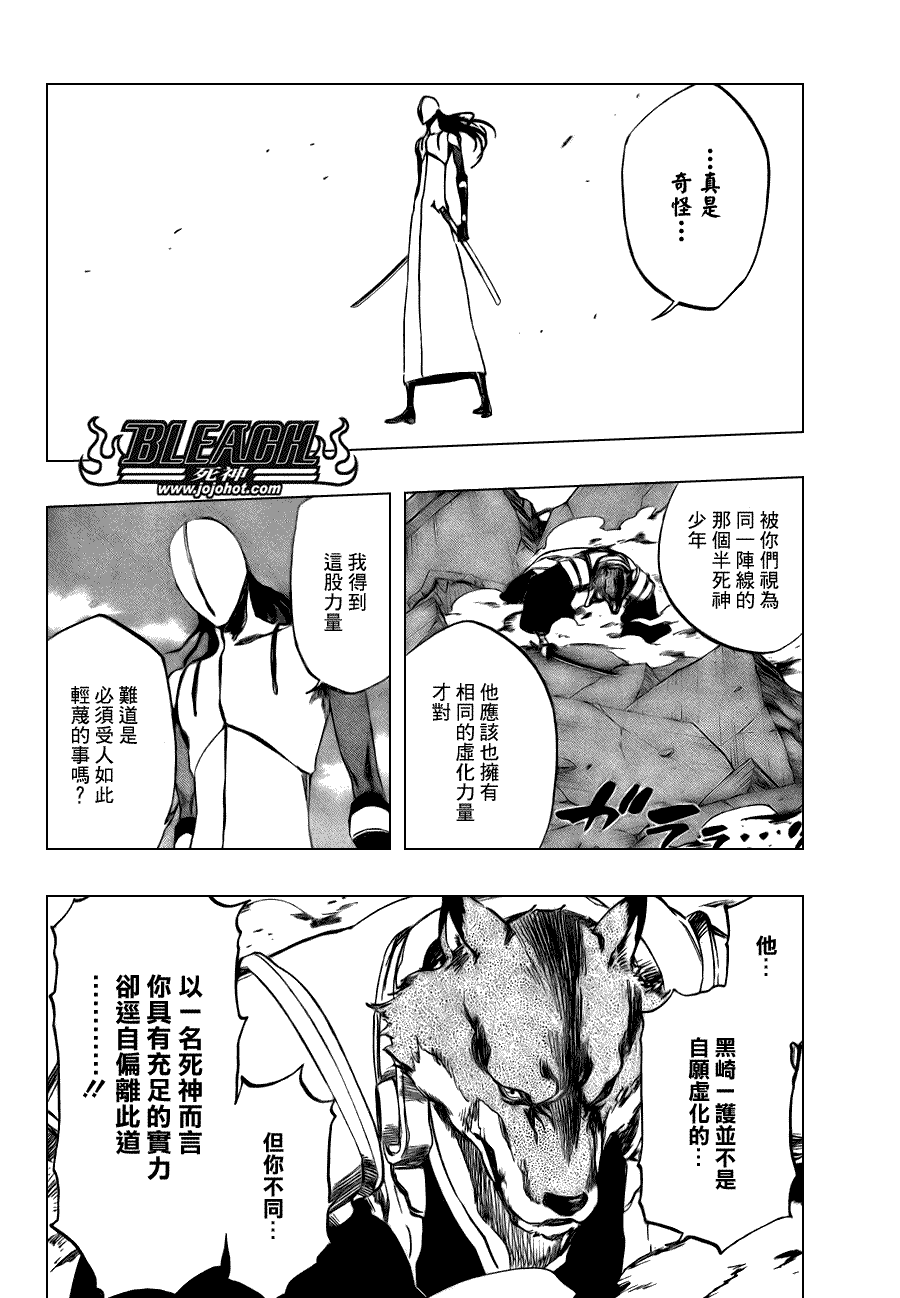 …真是
奇怪…
BLEACH
死神
www.jojohot.com
被你們視為
同一陣線的
那個半死神
少年
他應該也擁有
相同的虛化力量
才對
ガラ
我得到
這股力量
難道是
必須受人如此
輕蔑的事嗎？
他…
黑崎一護並不是
自願虛化的…
但你不同…
以一名死神而言
你具有充足的實力
卻逕自偏離此道
…………!!